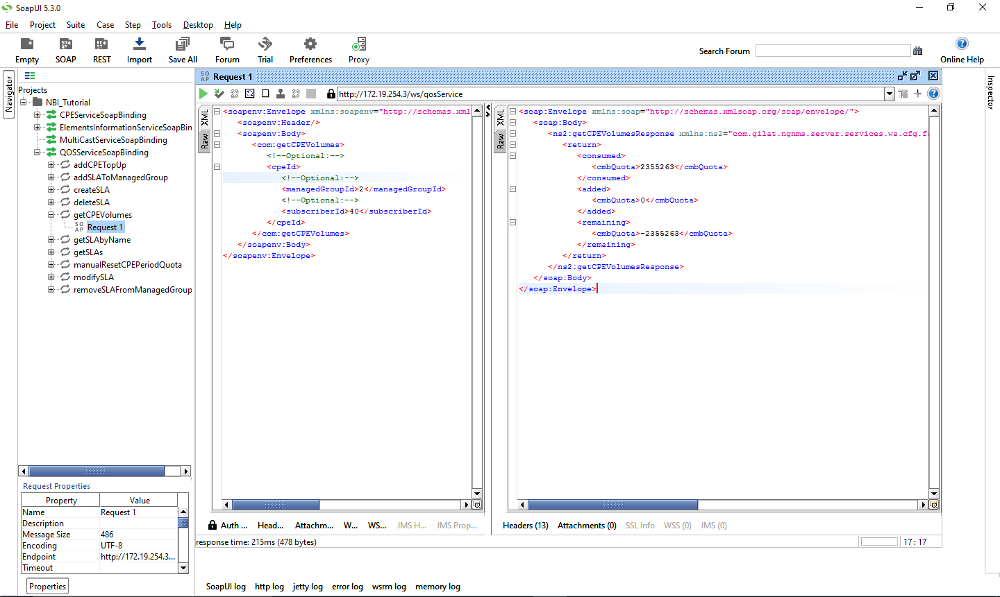 SoapUI 5.3.0
File Project Suite Case Step Tools Desktop Help
Empty SOAP REST Import Save All Forum Trial Preferences Proxy
Search Forum
Online Help
Navigator
Projects
NBI_Tutorial
CPEServiceSoapBinding
ElementsInformationServiceSoapBin
MultiCastServiceSoapBinding
QOSServiceSoapBinding
addCPETopUp
addSLAToManagedGroup
createSLA
deleteSLA
getCPEVolumes
SOAP Request 1
getSLAbyName
getSLAs
manualResetCPEPeriodQuota
modifySLA
removeSLAFromManagedGroup
Request Properties
Property Value
Name Request 1
Description
Message Size 486
Encoding UTF-8
Endpoint http://172.19.254.3...
Timeout
Properties
SOAP Request 1
http://172.19.254.3/ws/qosService
XML
Raw
<soapenv:Envelope xmlns:soapenv="http://schemas.xml
<soapenv:Header/>
<soapenv:Body>
<com:getCPEVolumes>
<!--Optional:-->
<cpeId>
<!--Optional:-->
<managedGroupId>2</managedGroupId>
<!--Optional:-->
<subscriberId>40</subscriberId>
</cpeId>
</com:getCPEVolumes>
</soapenv:Body>
</soapenv:Envelope>
Auth ... Head... Attachm... W... WS... JMS H... JMS Prop...
XML
Raw
<soap:Envelope xmlns:soap="http://schemas.xmlsoap.org/soap/envelope/">
<soap:Body>
<ns2:getCPEVolumesResponse xmlns:ns2="com.gilat.ngnms.server.services.ws.cfg.f
<return>
<consumed>
<cmbQuota>2355263</cmbQuota>
</consumed>
<added>
<cmbQuota>0</cmbQuota>
</added>
<remaining>
<cmbQuota>-2355263</cmbQuota>
</remaining>
</return>
</ns2:getCPEVolumesResponse>
</soap:Body>
</soap:Envelope>
Headers (13) Attachments (0) SSL Info WSS (0) JMS (0)
response time: 215ms (478 bytes)
17 : 17
Inspector
SoapUI log http log jetty log error log wsrm log memory log